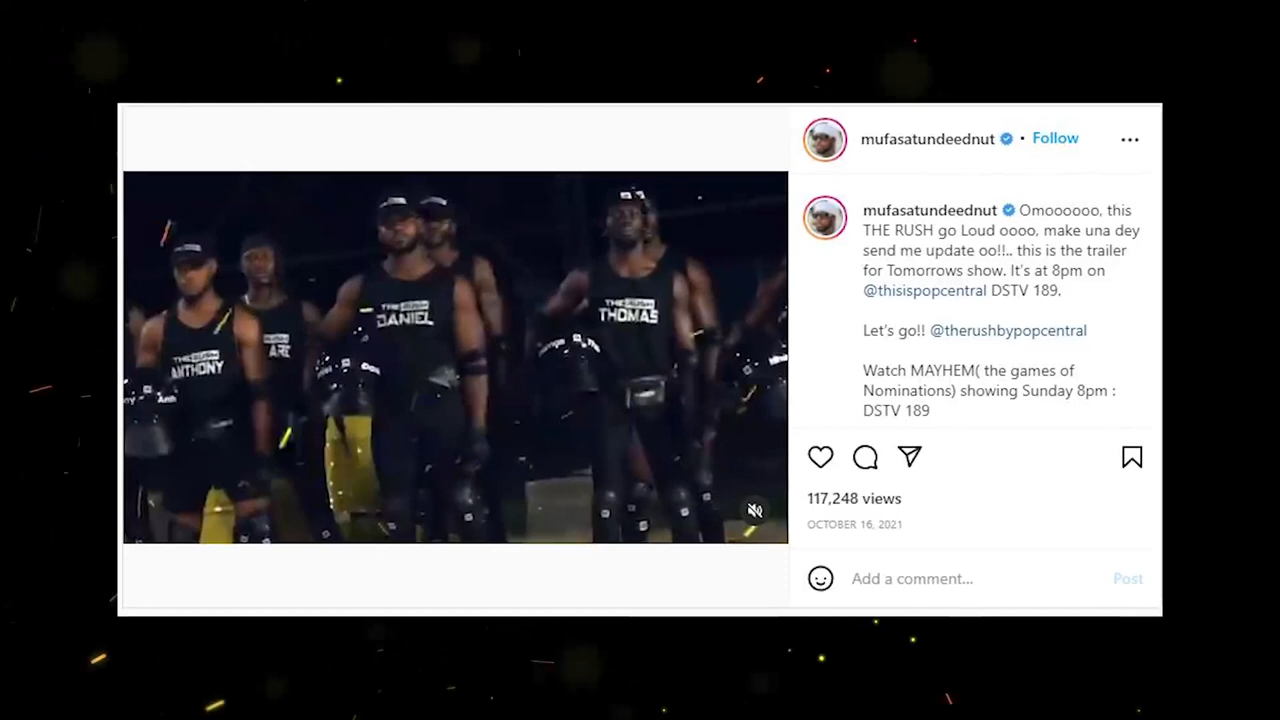 mufasatundeednut • Follow
mufasatundeednut Omoooooo, this
THE RUSH go Loud oooo, make una dey
send me update oo!!.. this is the trailer
for Tomorrows show. It's at 8pm on
@thisispopcentral DSTV 189.
Let's go!! @therushbypopcentral
Watch MAYHEM( the games of
Nominations) showing Sunday 8pm :
DSTV 189
117,248 views
OCTOBER 16, 2021
Add a comment... Post
THE RUSH
ANTHONY
THE RUSH
DANIEL
THE RUSH
THOMAS